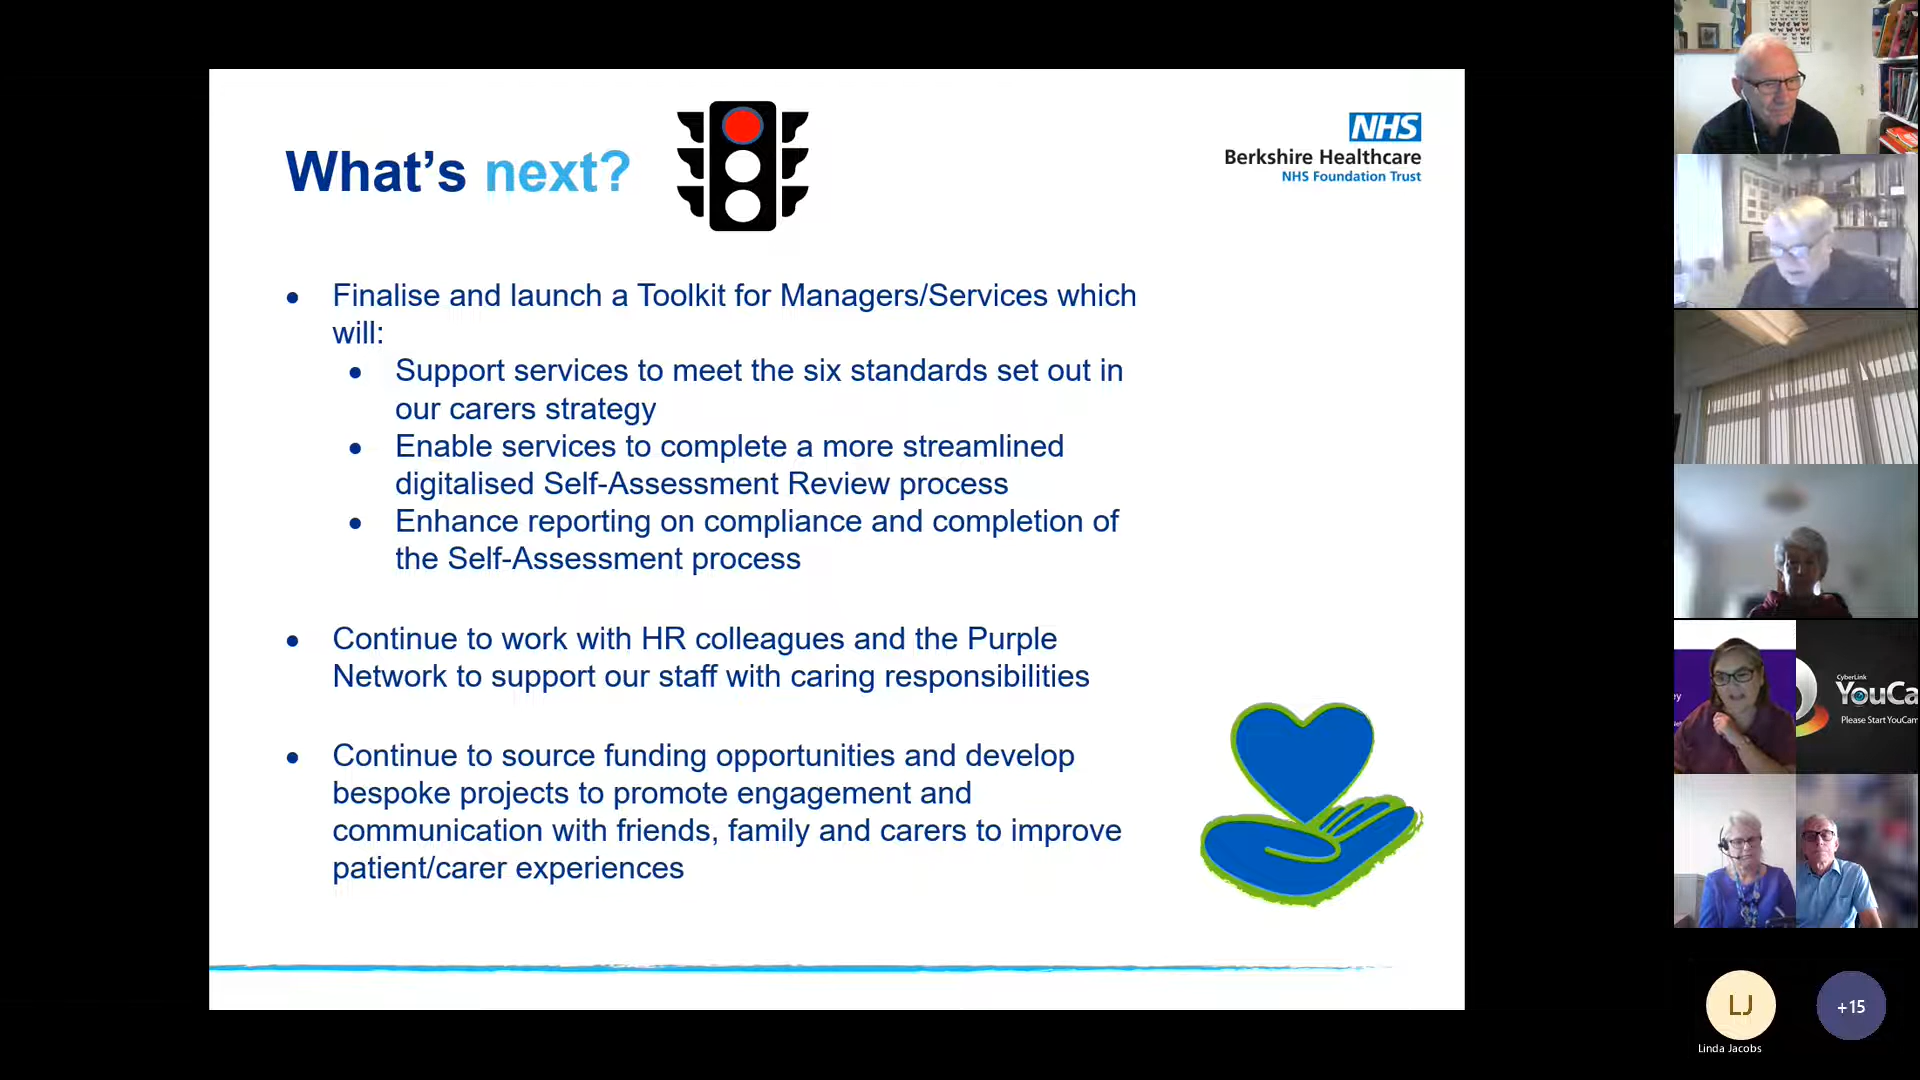 What's next?
NHS
Berkshire Healthcare
NHS Foundation Trust
• Finalise and launch a Toolkit for Managers/Services which
will:
• Support services to meet the six standards set out in
our carers strategy
• Enable services to complete a more streamlined
digitalised Self-Assessment Review process
• Enhance reporting on compliance and completion of
the Self-Assessment process
• Continue to work with HR colleagues and the Purple
Network to support our staff with caring responsibilities
• Continue to source funding opportunities and develop
bespoke projects to promote engagement and
communication with friends, family and carers to improve
patient/carer experiences
CyberLink
YouCa
Please Start YouCam
LJ
Linda Jacobs
+15